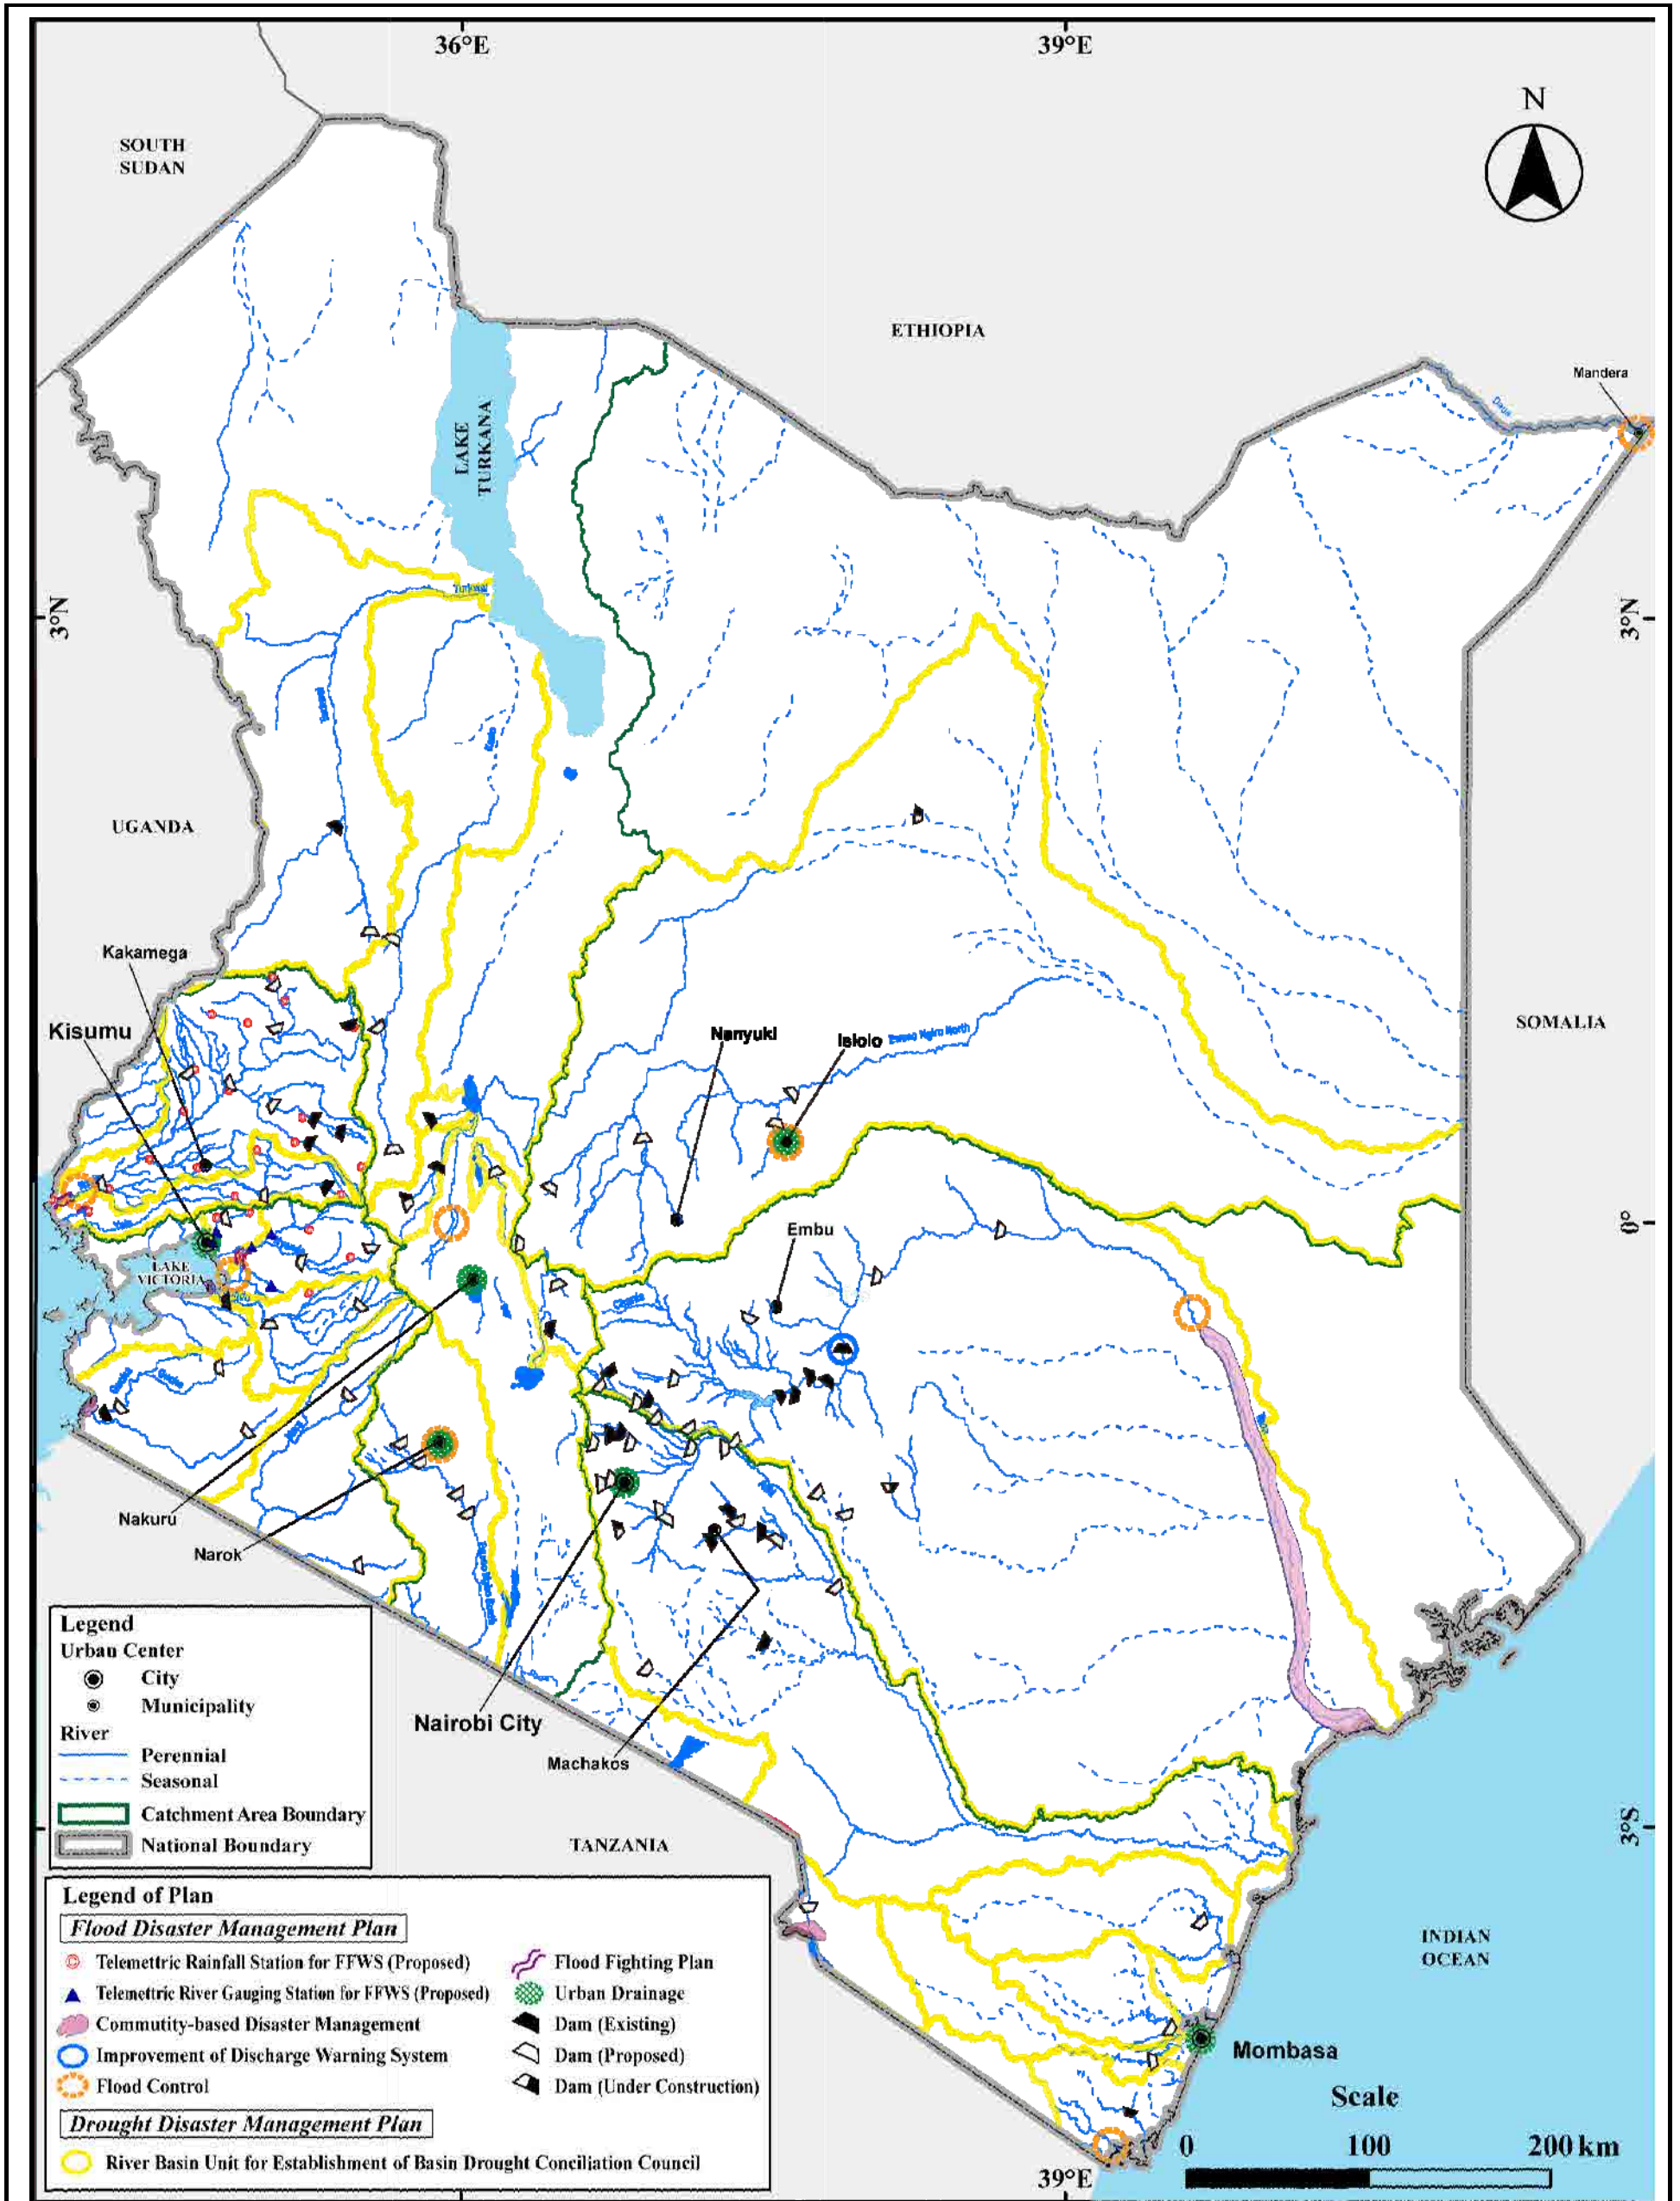 36°E
39°E
N
SOUTH
SUDAN
ETHIOPIA
Mandera
Daua
LAKE
TURKANA
3°N
3°N
Turkwel
UGANDA
Kakamega
Kisumu
Nanyuki
Isiolo
Ewaso Ngiro North
SOMALIA
Embu
0°
LAKE
VICTORIA
Nakuru
Narok
Nairobi City
Machakos
TANZANIA
3°S
INDIAN
OCEAN
Mombasa
Legend
Urban Center
City
Municipality
River
Perennial
Seasonal
Catchment Area Boundary
National Boundary
Legend of Plan
Flood Disaster Management Plan
Telemettric Rainfall Station for FFWS (Proposed)
Telemettric River Gauging Station for FFWS (Proposed)
Commutity-based Disaster Management
Improvement of Discharge Warning System
Flood Control
Flood Fighting Plan
Urban Drainage
Dam (Existing)
Dam (Proposed)
Dam (Under Construction)
Drought Disaster Management Plan
River Basin Unit for Establishment of Basin Drought Conciliation Council
Scale
0 100 200 km
39°E